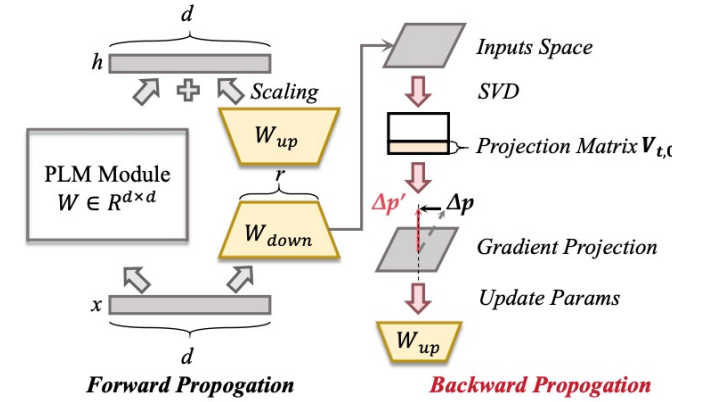 d
h
Scaling
W_up
PLM Module
W ∈ R^{d×d}
r
W_down
x
d
Forward Propogation
Inputs Space
SVD
Projection Matrix V_{t,0
Δp′
Δp
Gradient Projection
Update Params
W_up
Backward Propogation